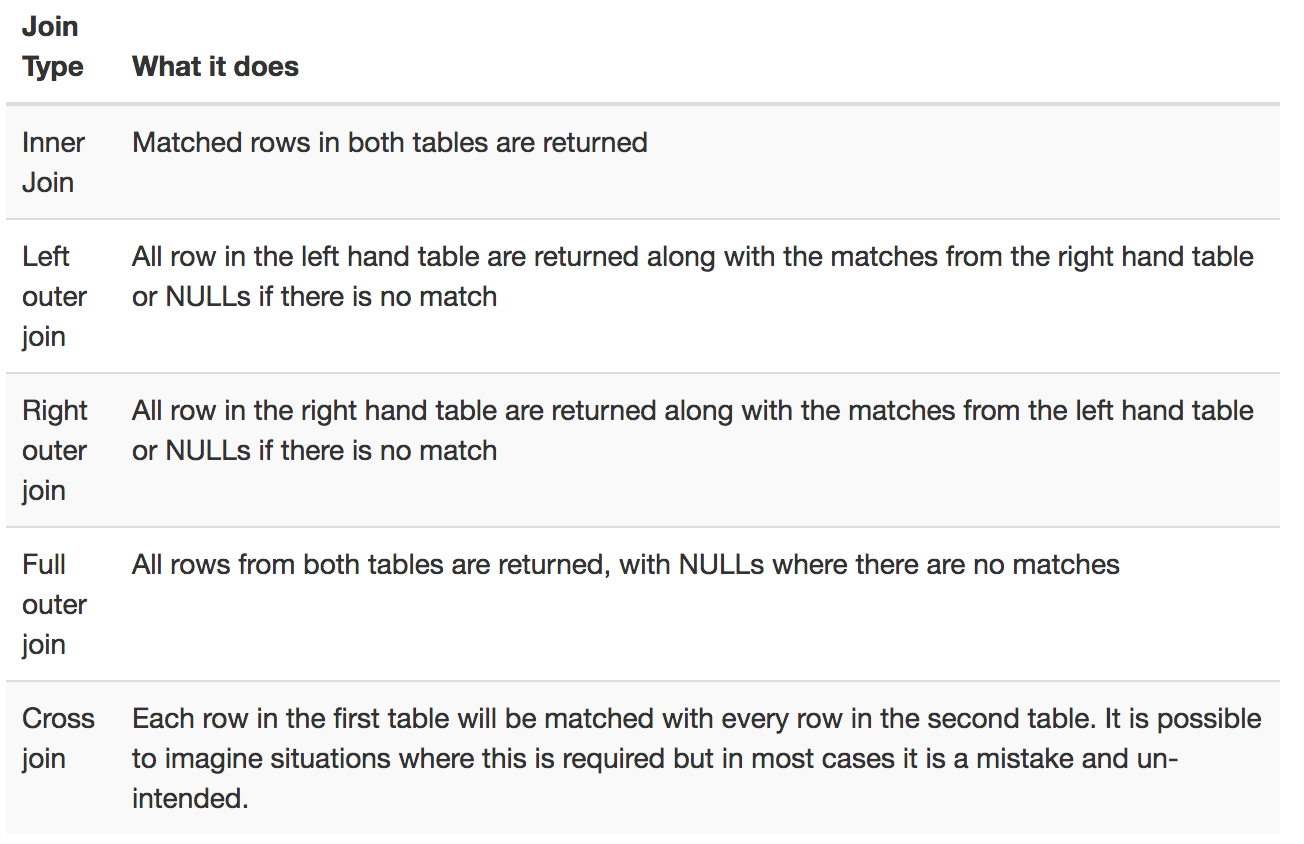 Join
Type What it does
Inner Matched rows in both tables are returned
Join
Left All row in the left hand table are returned along with the matches from the right hand table
outer or NULLs if there is no match
join
Right All row in the right hand table are returned along with the matches from the left hand table
outer or NULLs if there is no match
join
Full All rows from both tables are returned, with NULLs where there are no matches
outer
join
Cross Each row in the first table will be matched with every row in the second table. It is possible
join to imagine situations where this is required but in most cases it is a mistake and un-
intended.